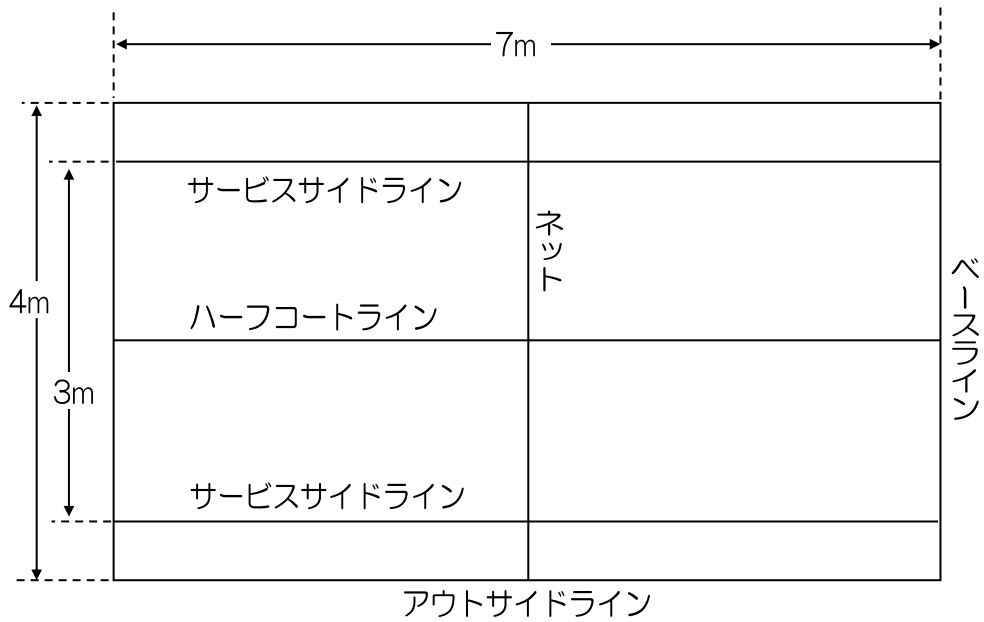 7m
サービスサイドライン
ネット
ベースライン
4m
ハーフコートライン
3m
サービスサイドライン
アウトサイドライン